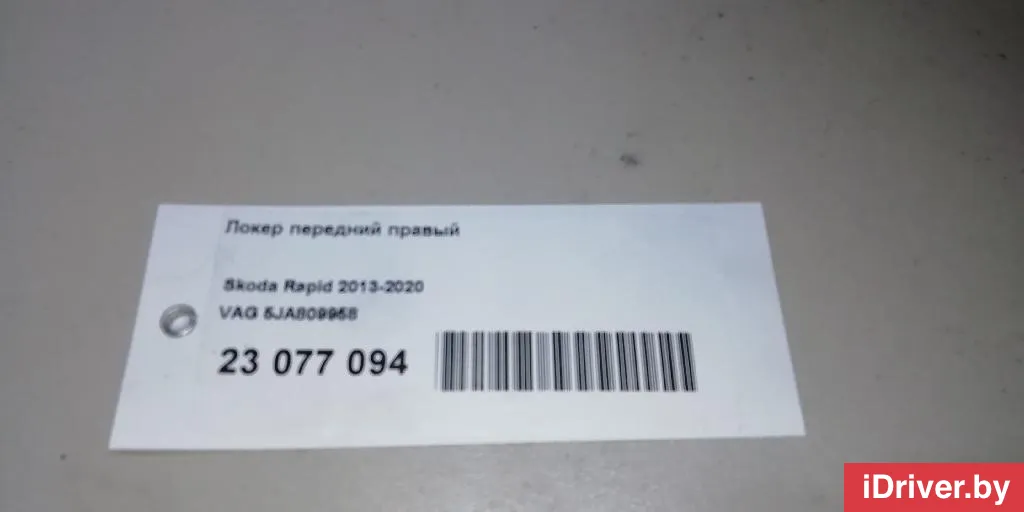 Локер передний правый
Skoda Rapid 2013-2020
VAG 5JA809958
23 077 094
iDriver.by